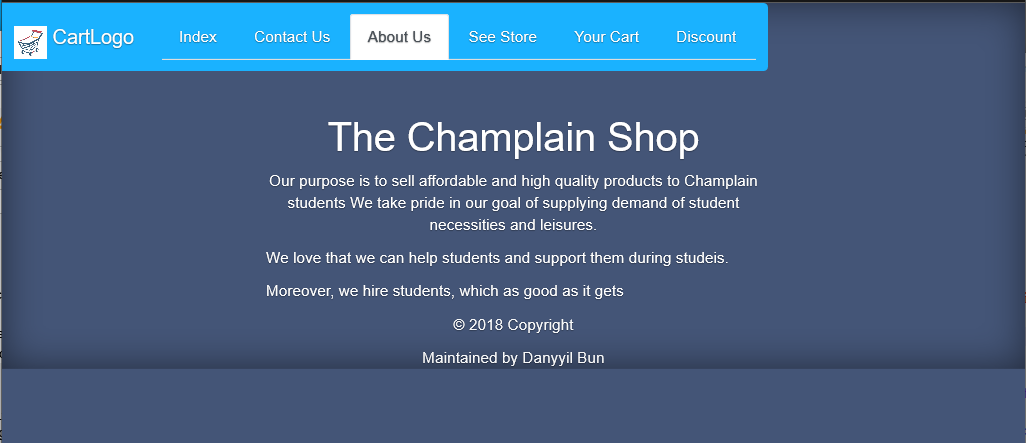 CartLogo Index Contact Us About Us See Store Your Cart Discount
The Champlain Shop
Our purpose is to sell affordable and high quality products to Champlain
students We take pride in our goal of supplying demand of student
necessities and leisures.
We love that we can help students and support them during studeis.
Moreover, we hire students, which as good as it gets
© 2018 Copyright
Maintained by Danyyil Bun